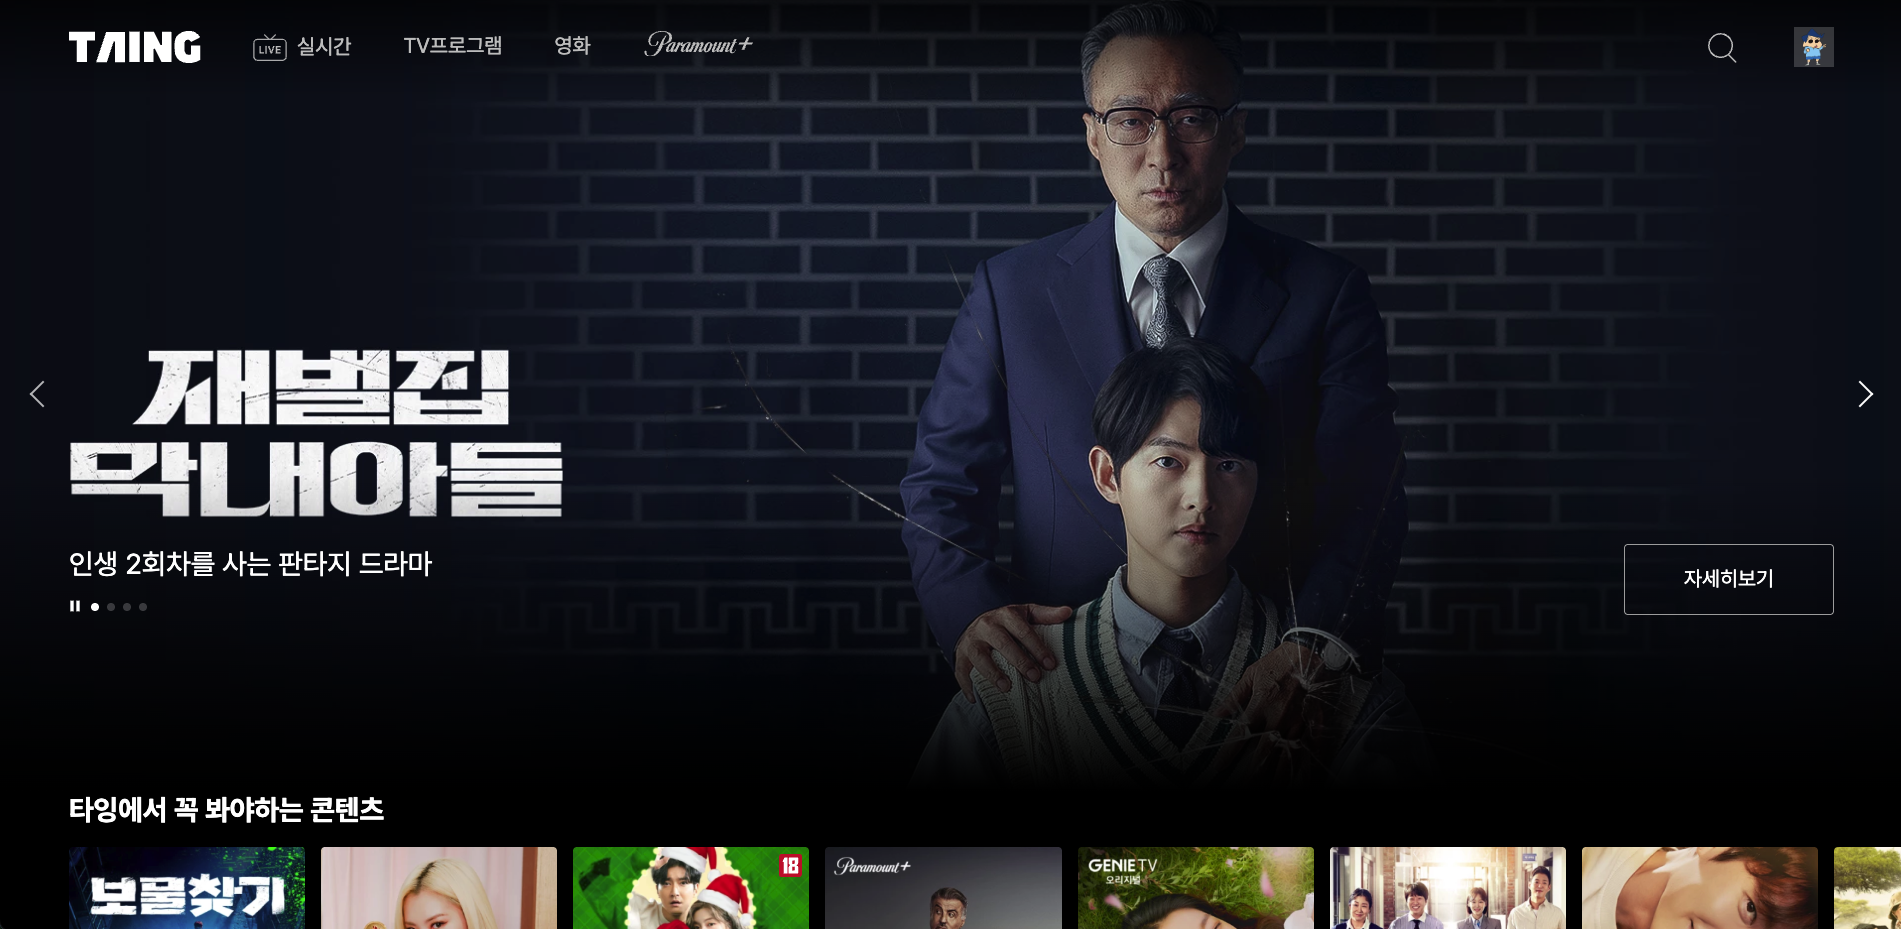 TAING
LIVE 실시간
TV프로그램
영화
Paramount+
재벌집
막내아들
인생 2회차를 사는 판타지 드라마
자세히보기
타잉에서 꼭 봐야하는 콘텐츠
보물찾기
18
Paramount+
GENIE TV
오리지널